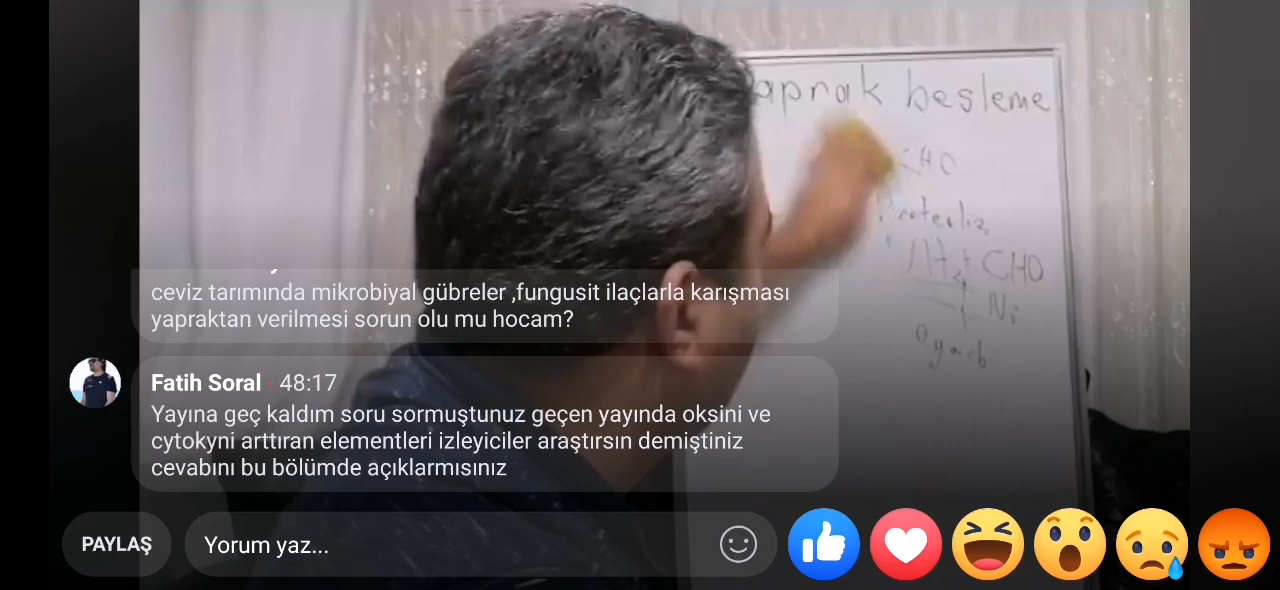 aprak besleme
CHO
CHO
ceviz tarımında mikrobiyal gübreler ,fungusit ilaçlarla karışması
yapraktan verilmesi sorun olu mu hocam?
Fatih Soral 48:17
Yayına geç kaldım soru sormuştunuz geçen yayında oksini ve
cytokyni arttıran elementleri izleyiciler araştırsın demiştiniz
cevabını bu bölümde açıklarmısınız
PAYLAŞ
Yorum yaz...